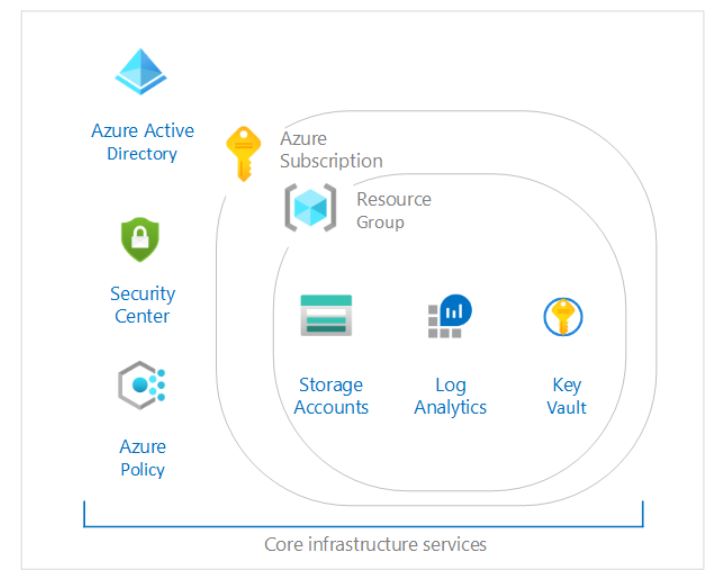 Azure Active
Directory
Azure
Subscription
Resource
Group
Security
Center
Storage
Accounts
Log
Analytics
Key
Vault
Azure
Policy
Core infrastructure services